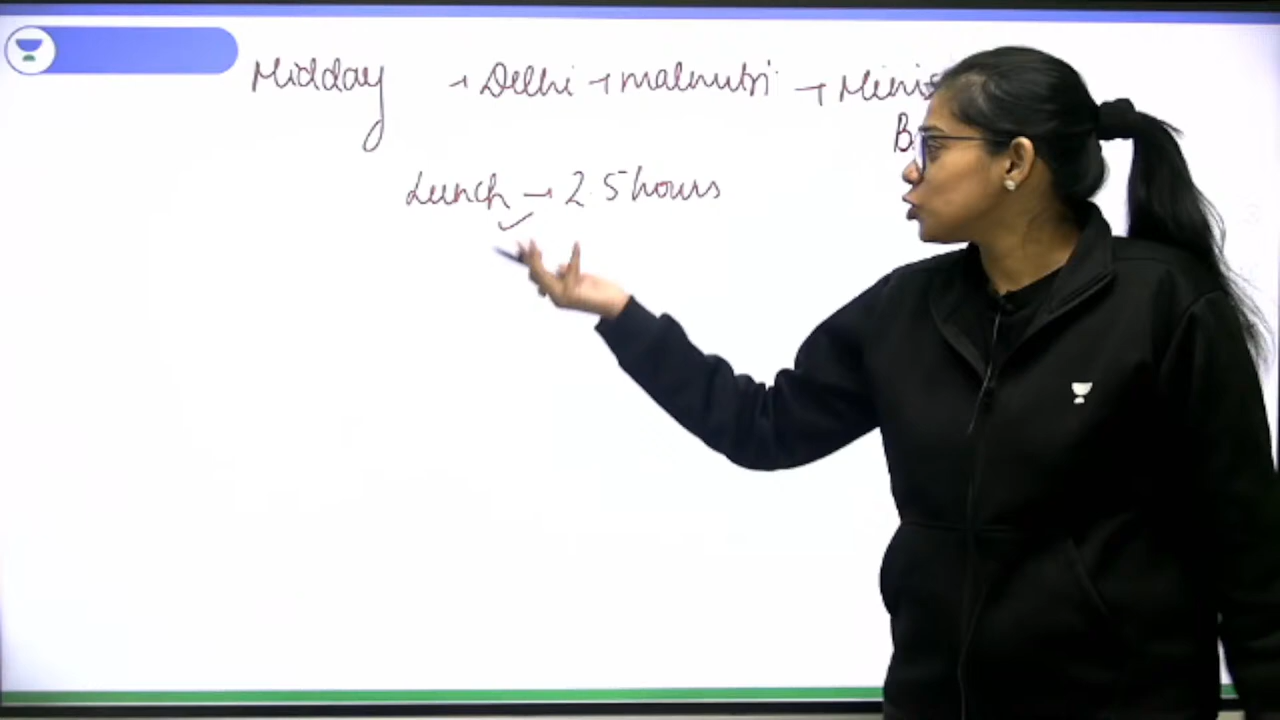 Midday → Delhi → malnutri → Minis
B.
Lunch → 2.5 hours